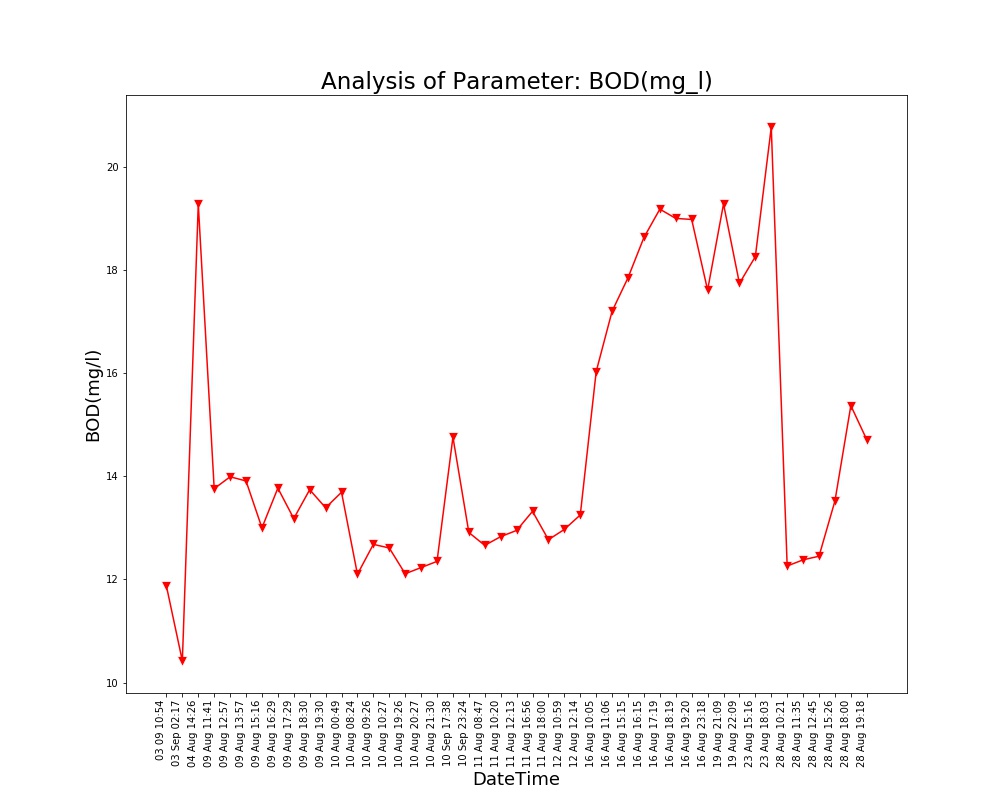 Analysis of Parameter: BOD(mg_l)
BOD(mg/l)
20
18
16
14
12
10
03 09 10:54
03 Sep 02:17
04 Aug 14:26
09 Aug 11:41
09 Aug 12:57
09 Aug 13:57
09 Aug 15:16
09 Aug 16:29
09 Aug 17:29
09 Aug 18:30
09 Aug 19:30
10 Aug 00:49
10 Aug 08:24
10 Aug 09:26
10 Aug 10:27
10 Aug 19:26
10 Aug 20:27
10 Aug 21:30
10 Sep 17:38
10 Sep 23:24
11 Aug 08:47
11 Aug 10:20
11 Aug 12:13
11 Aug 16:56
11 Aug 18:00
12 Aug 10:59
12 Aug 12:14
16 Aug 10:05
16 Aug 11:06
16 Aug 15:15
16 Aug 16:15
16 Aug 17:19
16 Aug 18:19
16 Aug 19:20
16 Aug 23:18
19 Aug 21:09
19 Aug 22:09
23 Aug 15:16
23 Aug 18:03
28 Aug 10:21
28 Aug 11:35
28 Aug 12:45
28 Aug 15:26
28 Aug 18:00
28 Aug 19:18
DateTime